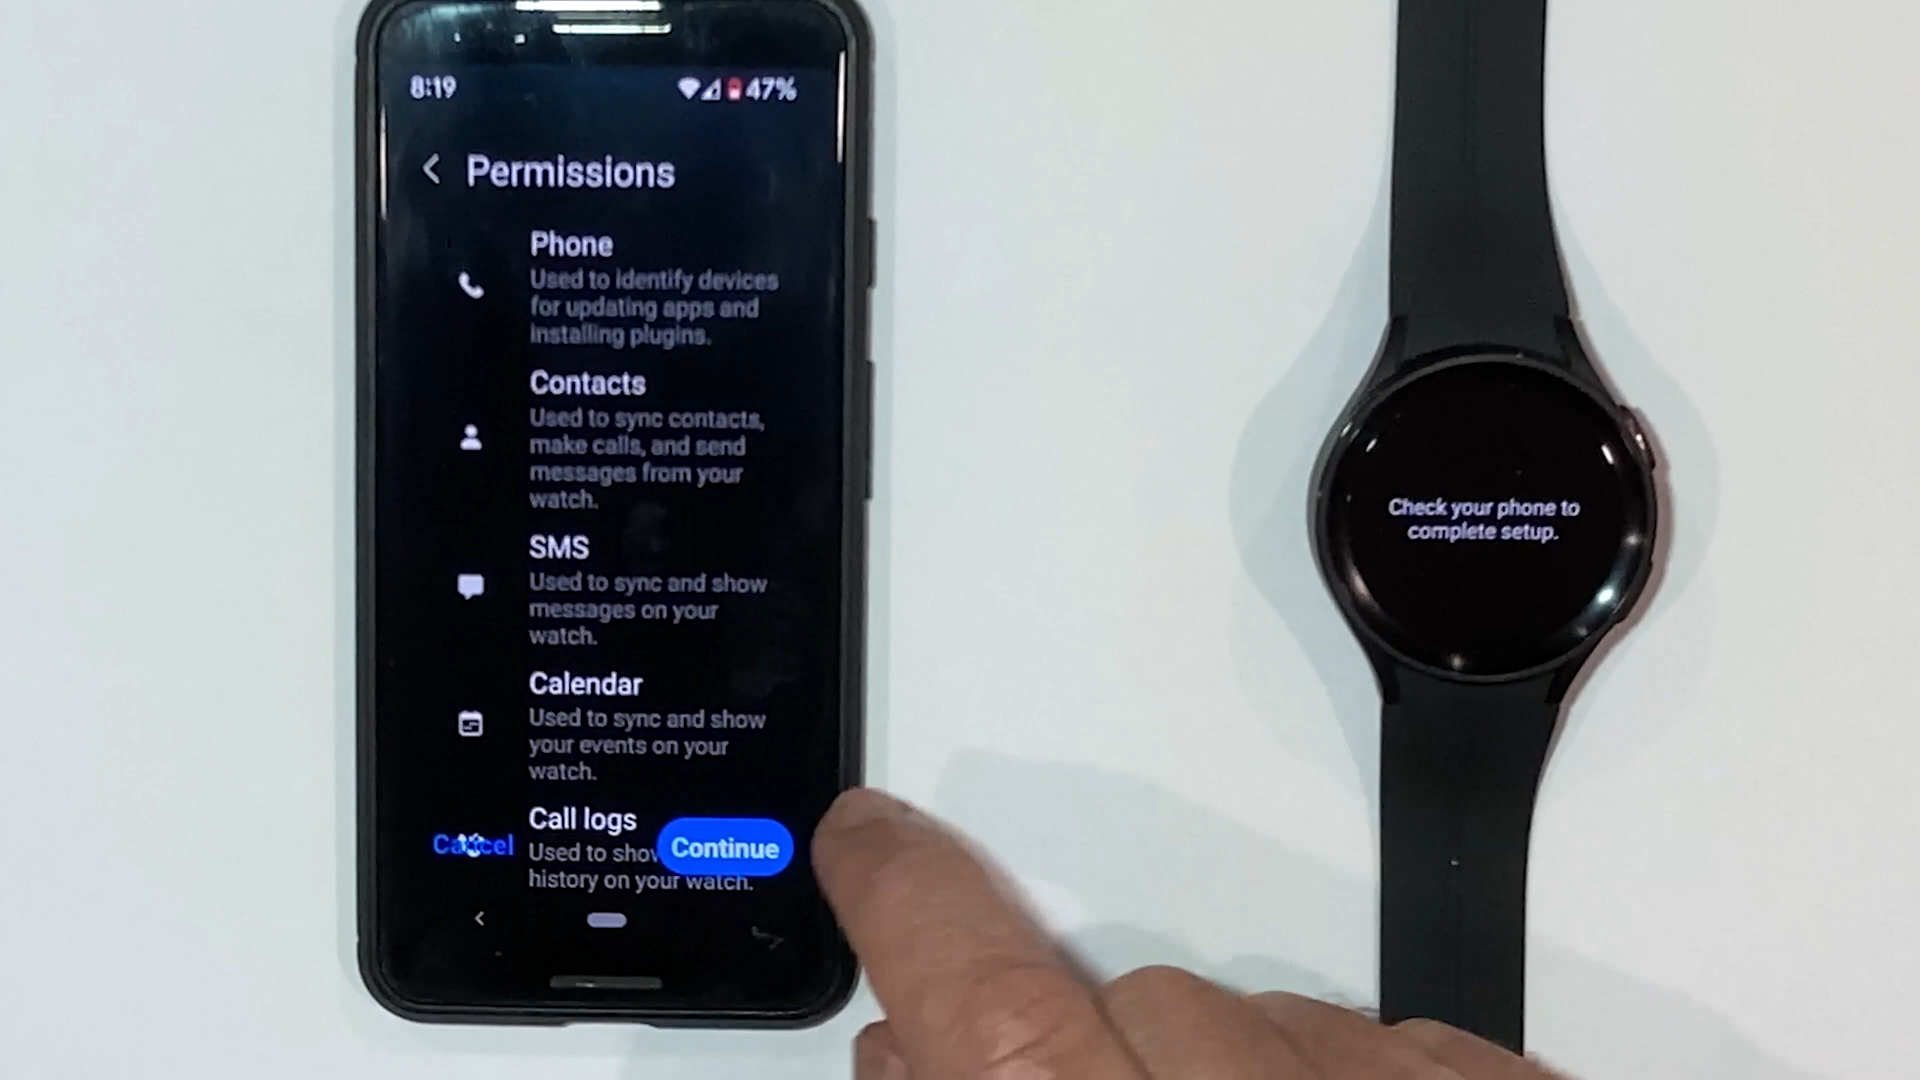 8:19
47%
Permissions
Phone
Used to identify devices
for updating apps and
installing plugins.
Contacts
Used to sync contacts,
make calls, and send
messages from your
watch.
SMS
Used to sync and show
messages on your
watch.
Calendar
Used to sync and show
your events on your
watch.
Call logs
Cancel
Used to show
Continue
history on your watch.
Check your phone to
complete setup.